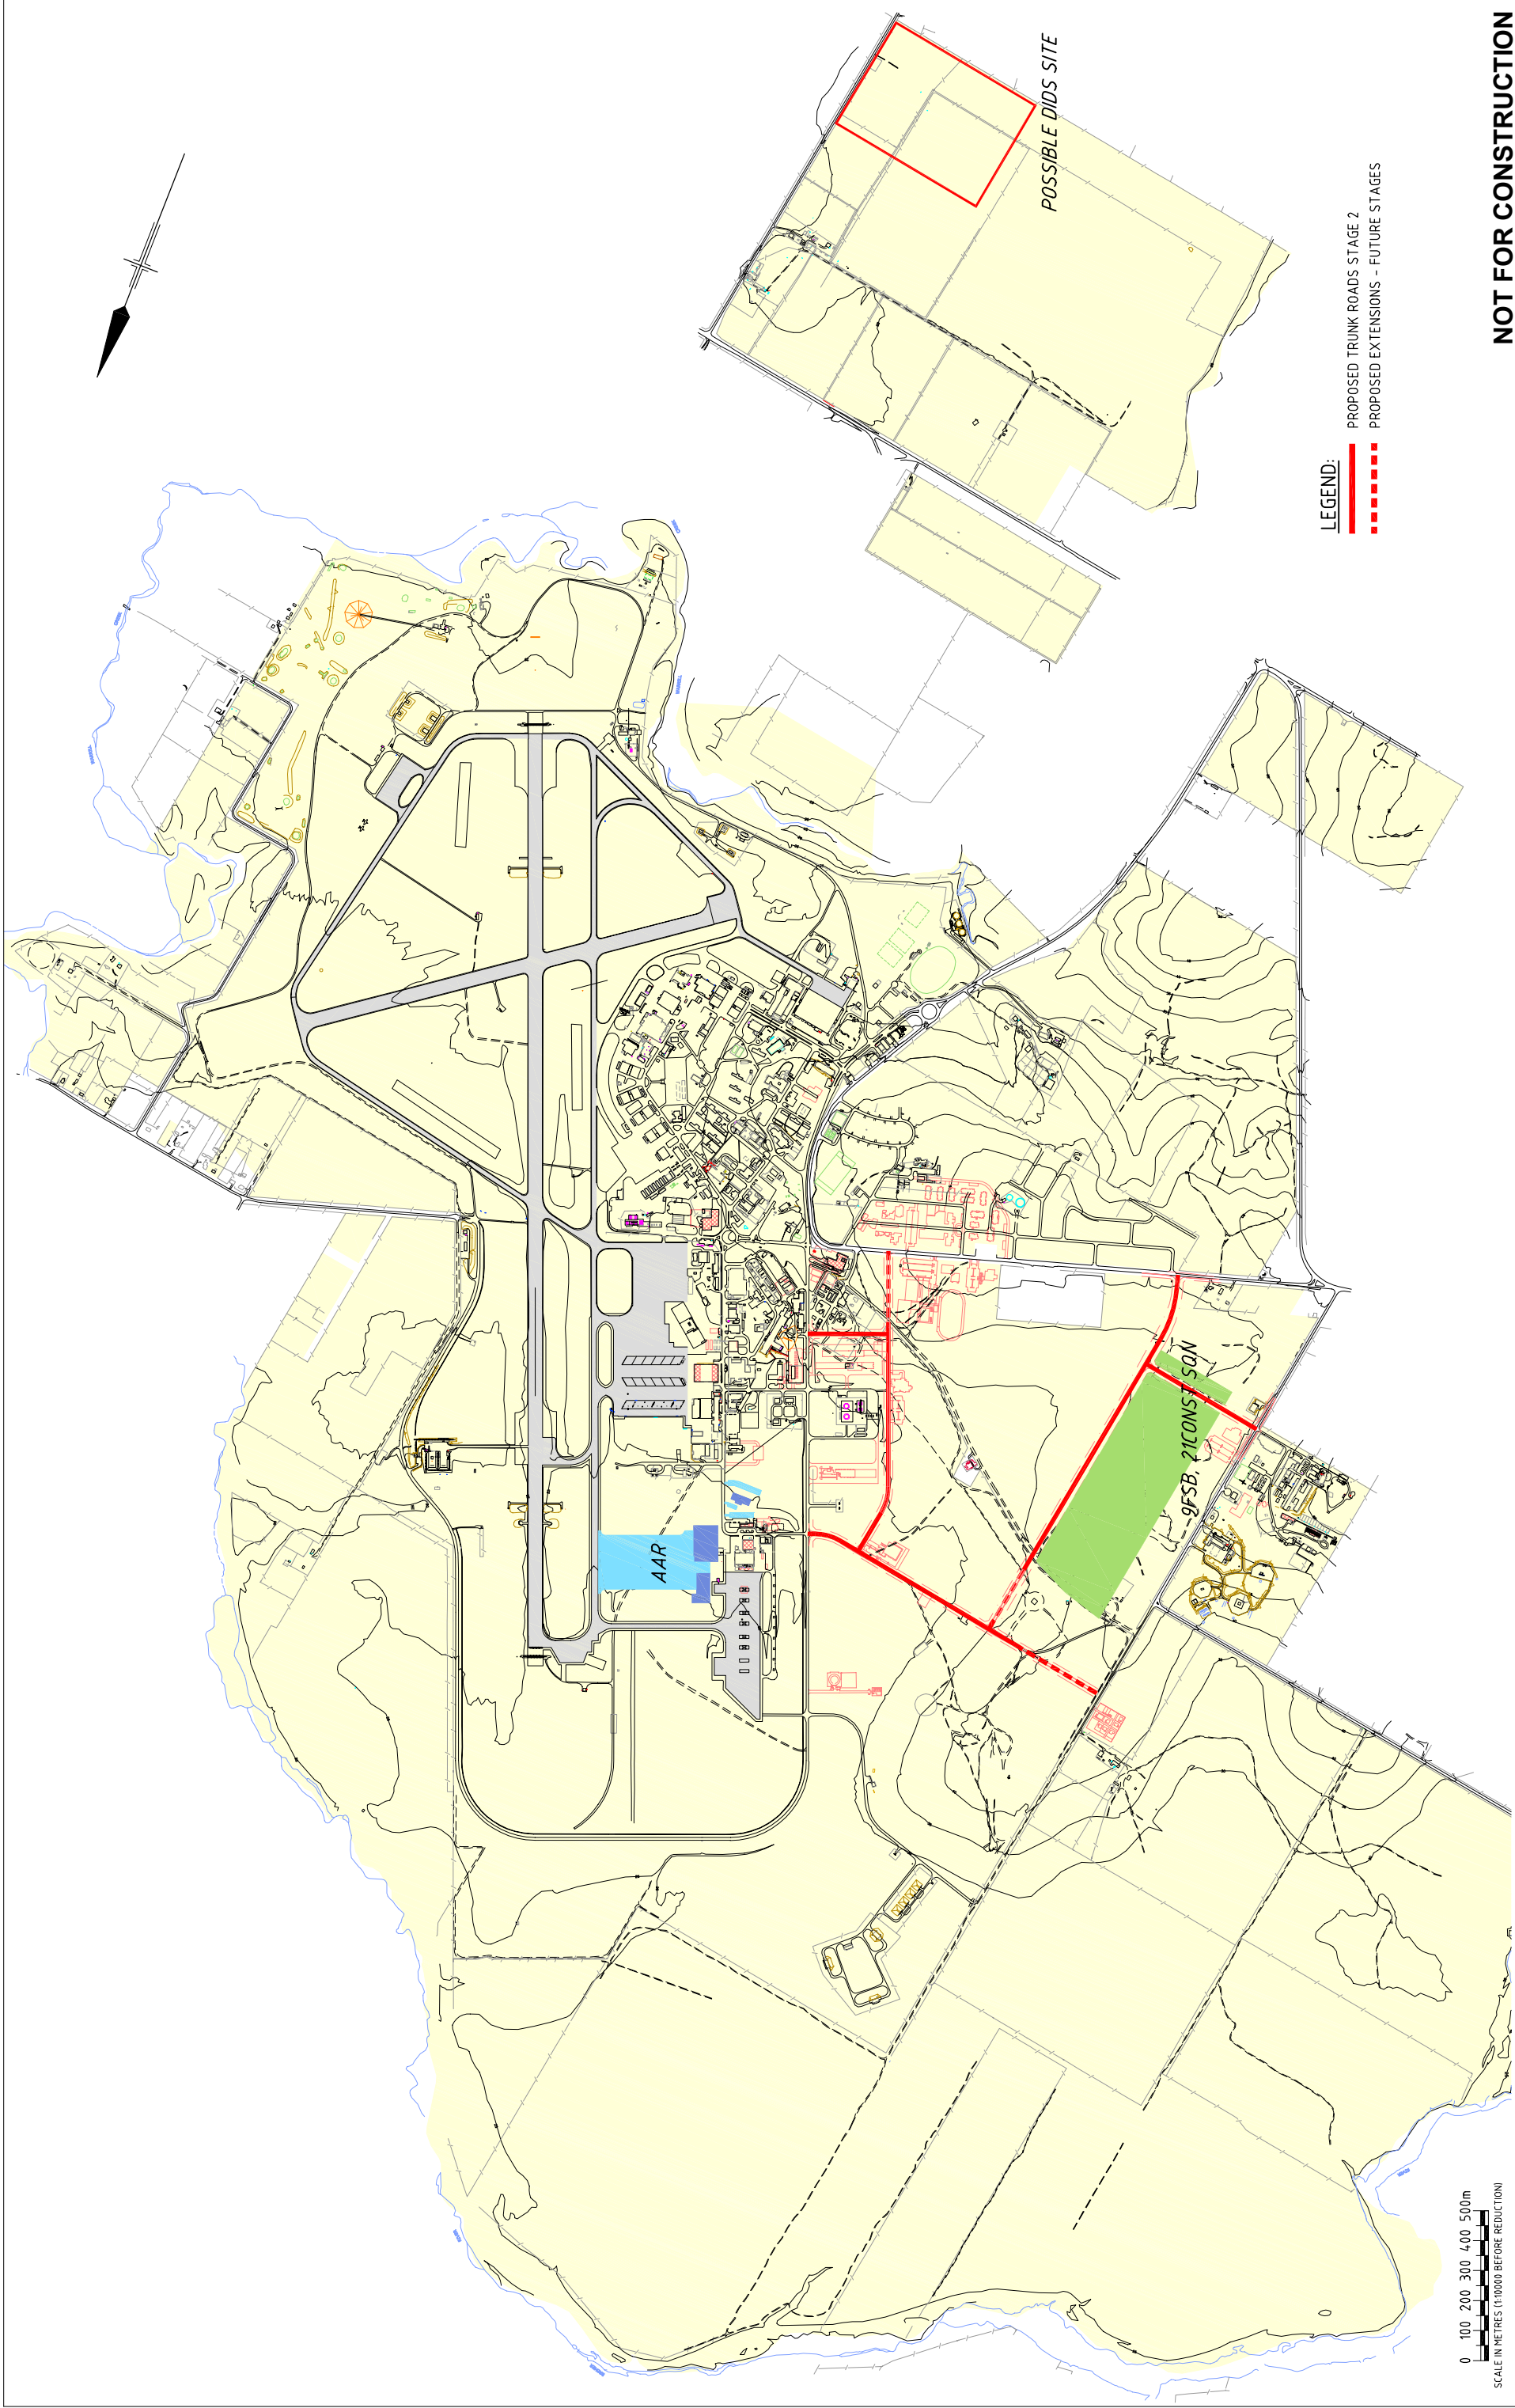 POSSIBLE DIDS SITE
AAR
9FSB, 21CONST SQN
LEGEND:
PROPOSED TRUNK ROADS STAGE 2
PROPOSED EXTENSIONS - FUTURE STAGES
0 100 200 300 400 500m
SCALE IN METRES (1:10000 BEFORE REDUCTION)
NOT FOR CONSTRUCTION